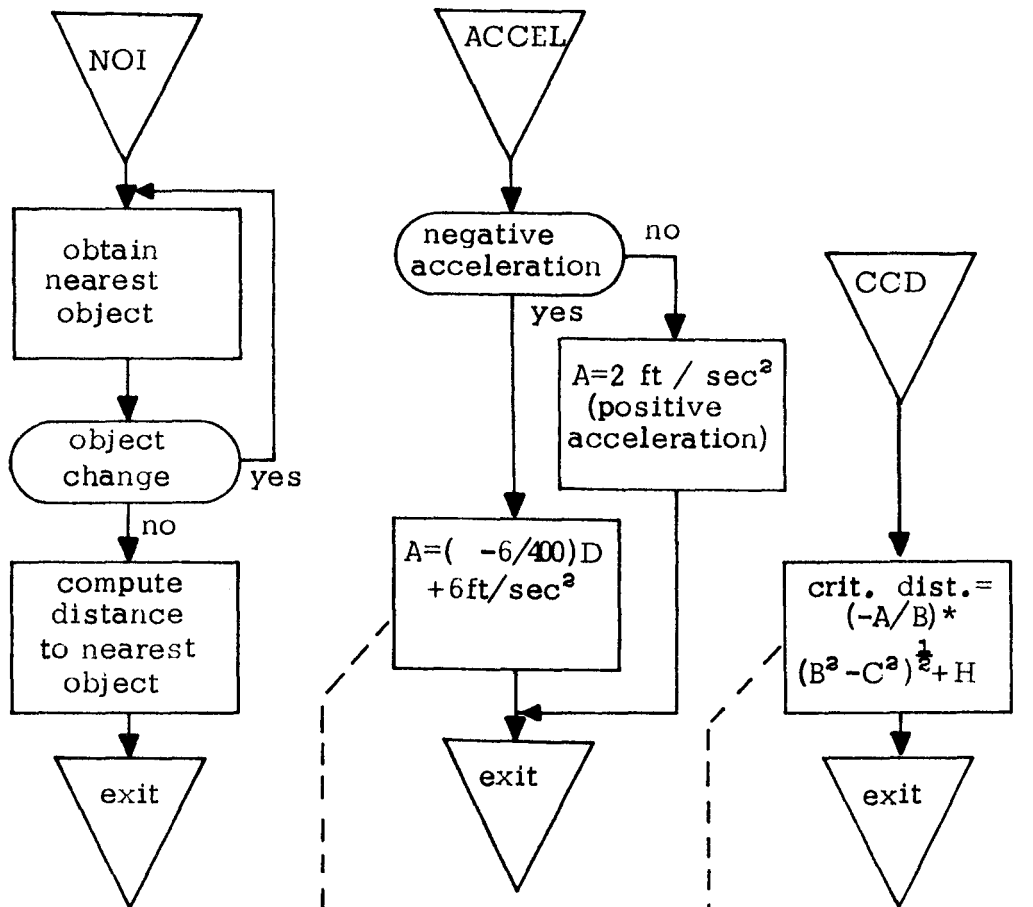 NOI
obtain
nearest
object
object
change
yes
no
compute
distance
to nearest
object
exit
ACCEL
negative
acceleration
no
yes
A=2 ft / sec²
(positive
acceleration)
A=( -6/400)D
+6ft/sec²
exit
CCD
crit. dist.=
(-A/B)*
(B²-C²)^½+H
exit